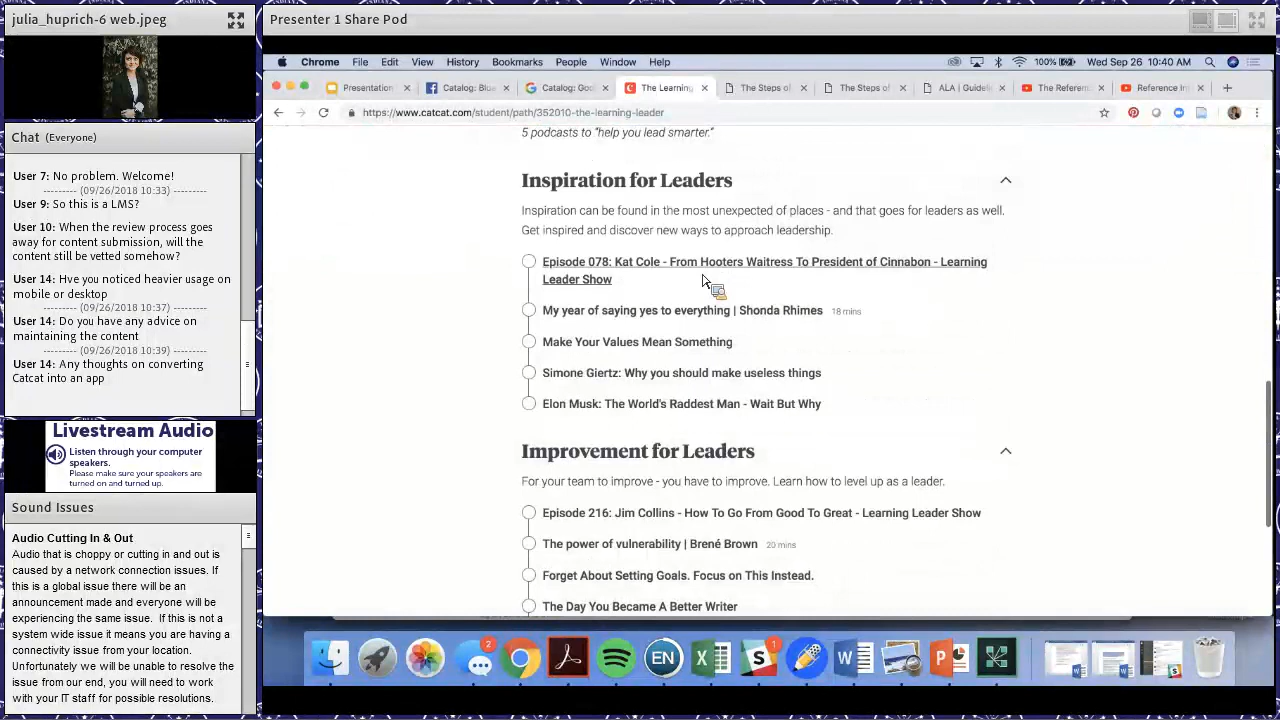 julia_huprich-6 web.jpeg
Chat (Everyone)
User 7: No problem. Welcome!
--------- (09/26/2018 10:33) ---------
User 9: So this is a LMS?
User 10: When the review process goes
away for content submission, will the
content still be vetted somehow?
--------- (09/26/2018 10:36) ---------
User 14: Hve you noticed heavier usage on
mobile or desktop
--------- (09/26/2018 10:37) ---------
User 14: Do you have any advice on
maintaining the content
--------- (09/26/2018 10:39) ---------
User 14: Any thoughts on converting
Catcat into an app
Livestream Audio
Listen through your computer
speakers.
Please make sure your speakers are
turned on and turned up.
Sound Issues
Audio Cutting In & Out
Audio that is choppy or cutting in and out is
caused by a network connection issues. If
this is a global issue there will be an
announcement made and everyone will be
experiencing the same issue. If this is not a
system wide issue it means you are having a
connectivity issue from your location.
Unfortunately we will be unable to resolve the
issue from our end, you will need to work
with your IT staff for possible resolutions.
Presenter 1 Share Pod
Chrome File Edit View History Bookmarks People Window Help 100% Wed Sep 26 10:40 AM
Presentation Catalog: Blue Catalog: Goo The Learning The Steps of The Steps of ALA | Guideli The Referen Reference In
https://www.catcat.com/student/path/352010-the-learning-leader
5 podcasts to "help you lead smarter."
Inspiration for Leaders
Inspiration can be found in the most unexpected of places - and that goes for leaders as well.
Get inspired and discover new ways to approach leadership.
Episode 078: Kat Cole - From Hooters Waitress To President of Cinnabon - Learning
Leader Show
My year of saying yes to everything | Shonda Rhimes 18 mins
Make Your Values Mean Something
Simone Giertz: Why you should make useless things
Elon Musk: The World's Raddest Man - Wait But Why
Improvement for Leaders
For your team to improve - you have to improve. Learn how to level up as a leader.
Episode 216: Jim Collins - How To Go From Good To Great - Learning Leader Show
The power of vulnerability | Brené Brown 20 mins
Forget About Setting Goals. Focus on This Instead.
The Day You Became A Better Writer
2
EN
1